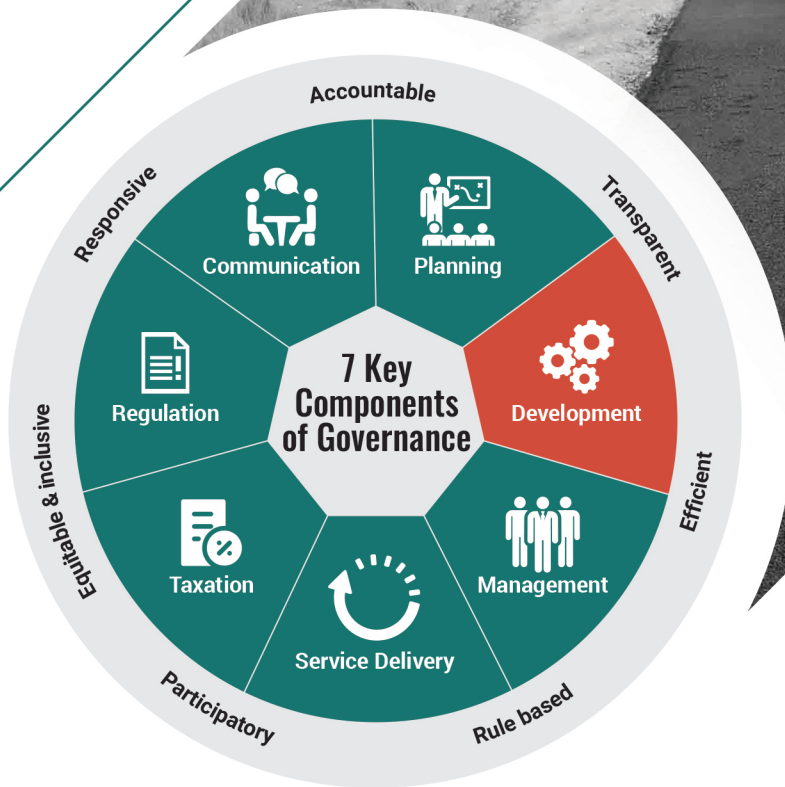 Accountable
Transparent
Efficient
Rule based
Participatory
Equitable & inclusive
Responsive
7 Key
Components
of Governance
Planning
Development
Management
Service Delivery
Taxation
Regulation
Communication